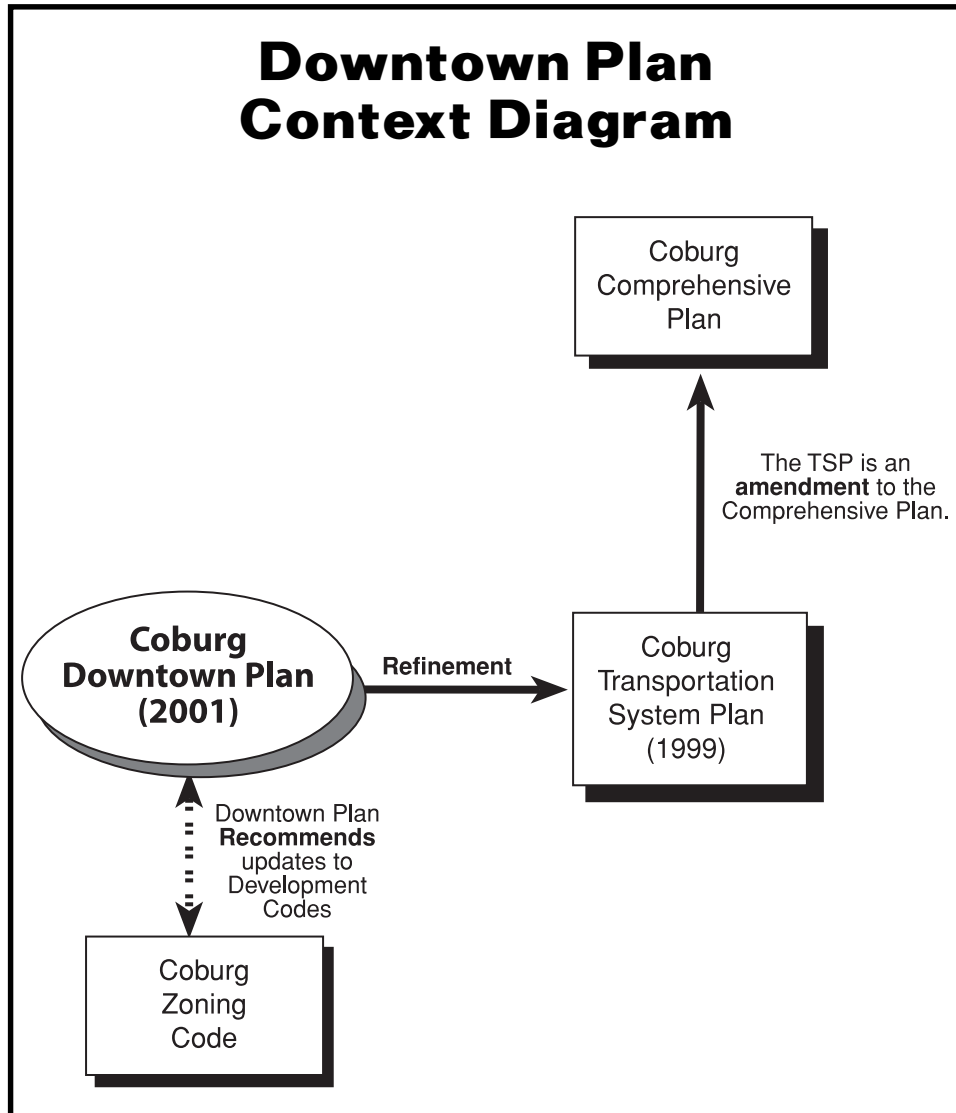 Downtown Plan
Context Diagram
Coburg
Comprehensive
Plan
The TSP is an
amendment to the
Comprehensive Plan.
Coburg
Downtown Plan
(2001)
Refinement
Coburg
Transportation
System Plan
(1999)
Downtown Plan
Recommends
updates to
Development
Codes
Coburg
Zoning
Code